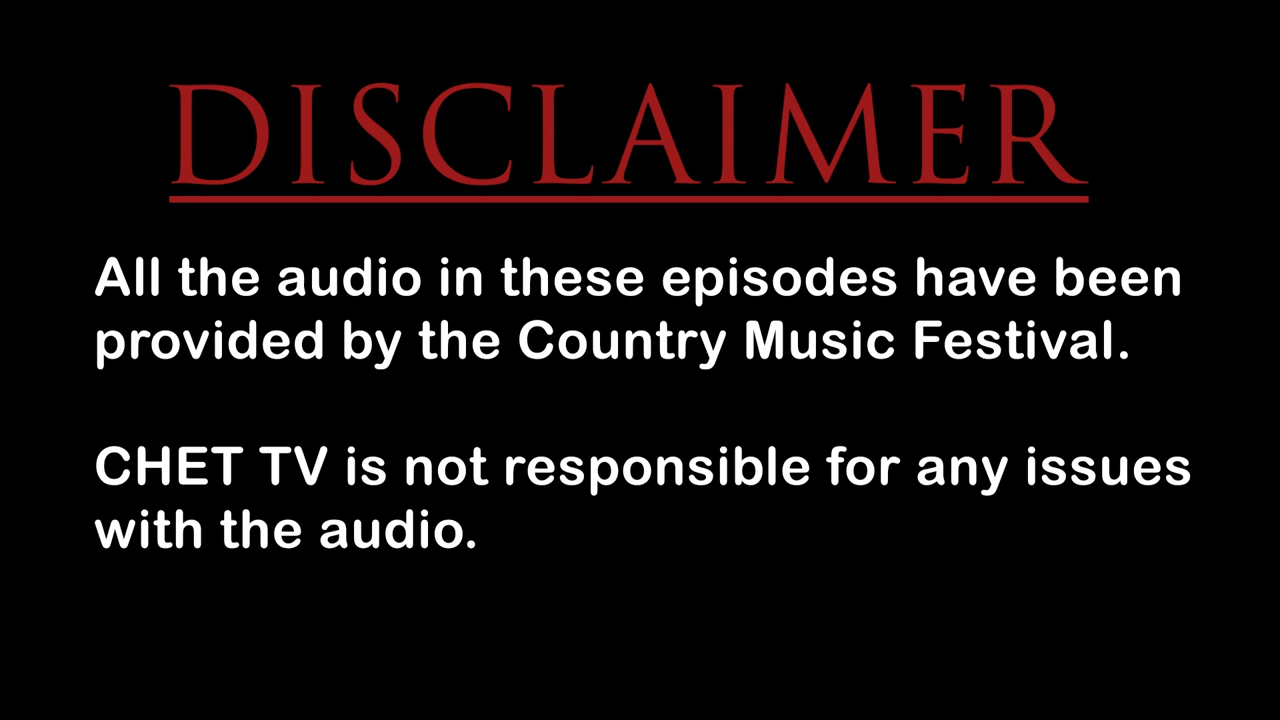 DISCLAIMER
All the audio in these episodes have been
provided by the Country Music Festival.
CHET TV is not responsible for any issues
with the audio.